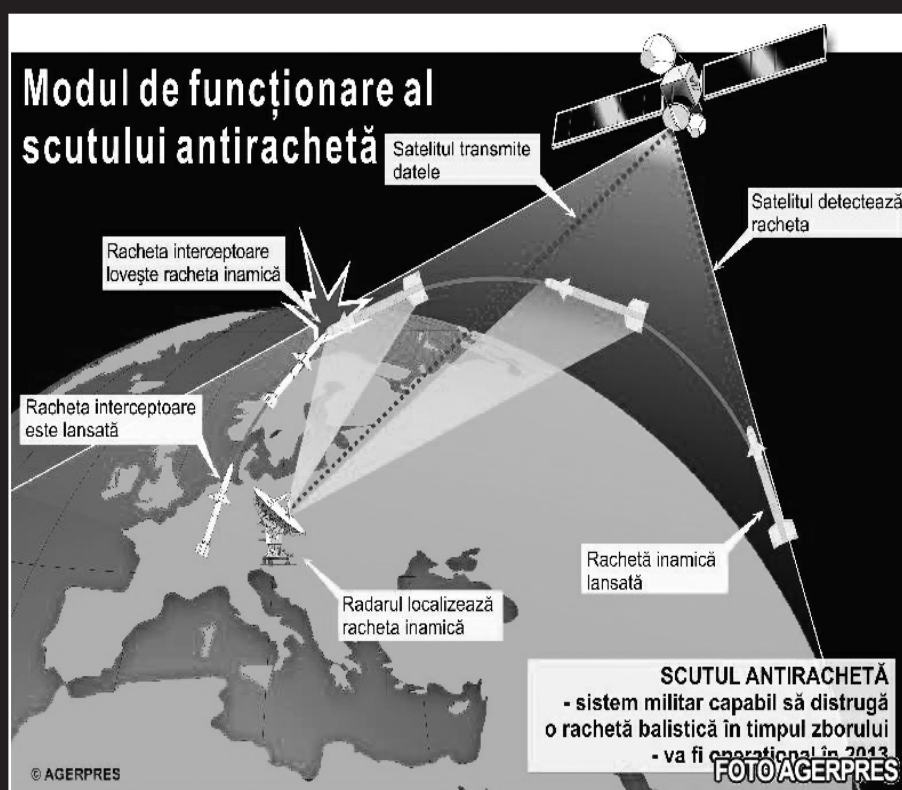 Modul de funcționare al
scutului antirachetă
Satelitul transmite
datele
Satelitul detectează
racheta
Racheta interceptoare
loveşte racheta inamică
Racheta interceptoare
este lansată
Rachetă inamică
lansată
Radarul localizează
racheta inamică
SCUTUL ANTIRACHETĂ
- sistem militar capabil să distrugă
o rachetă balistică în timpul zborului
- va fi operațional în 2013
© AGERPRES
FOTO AGERPRES